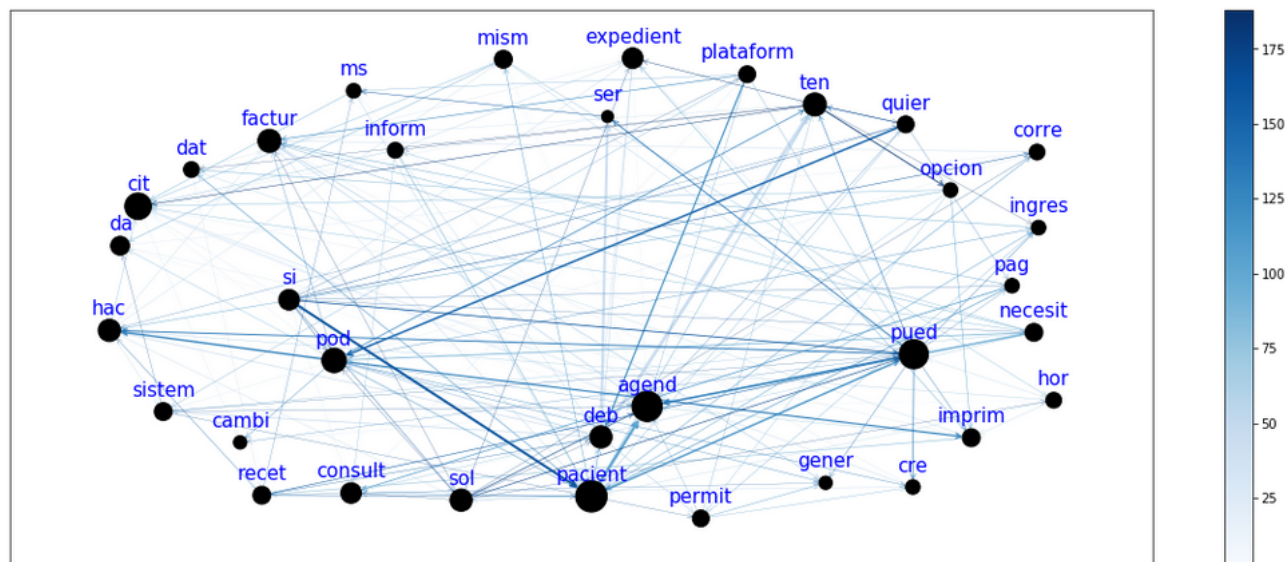 mism
expedient
plataform
ms
ser
ten
quier
factur
inform
corre
dat
opcion
cit
ingres
da
pag
si
necesit
hac
pod
pued
agend
hor
sistem
deb
imprim
cambi
recet
consult
sol
pacient
gener
cre
permit
175
150
125
100
75
50
25